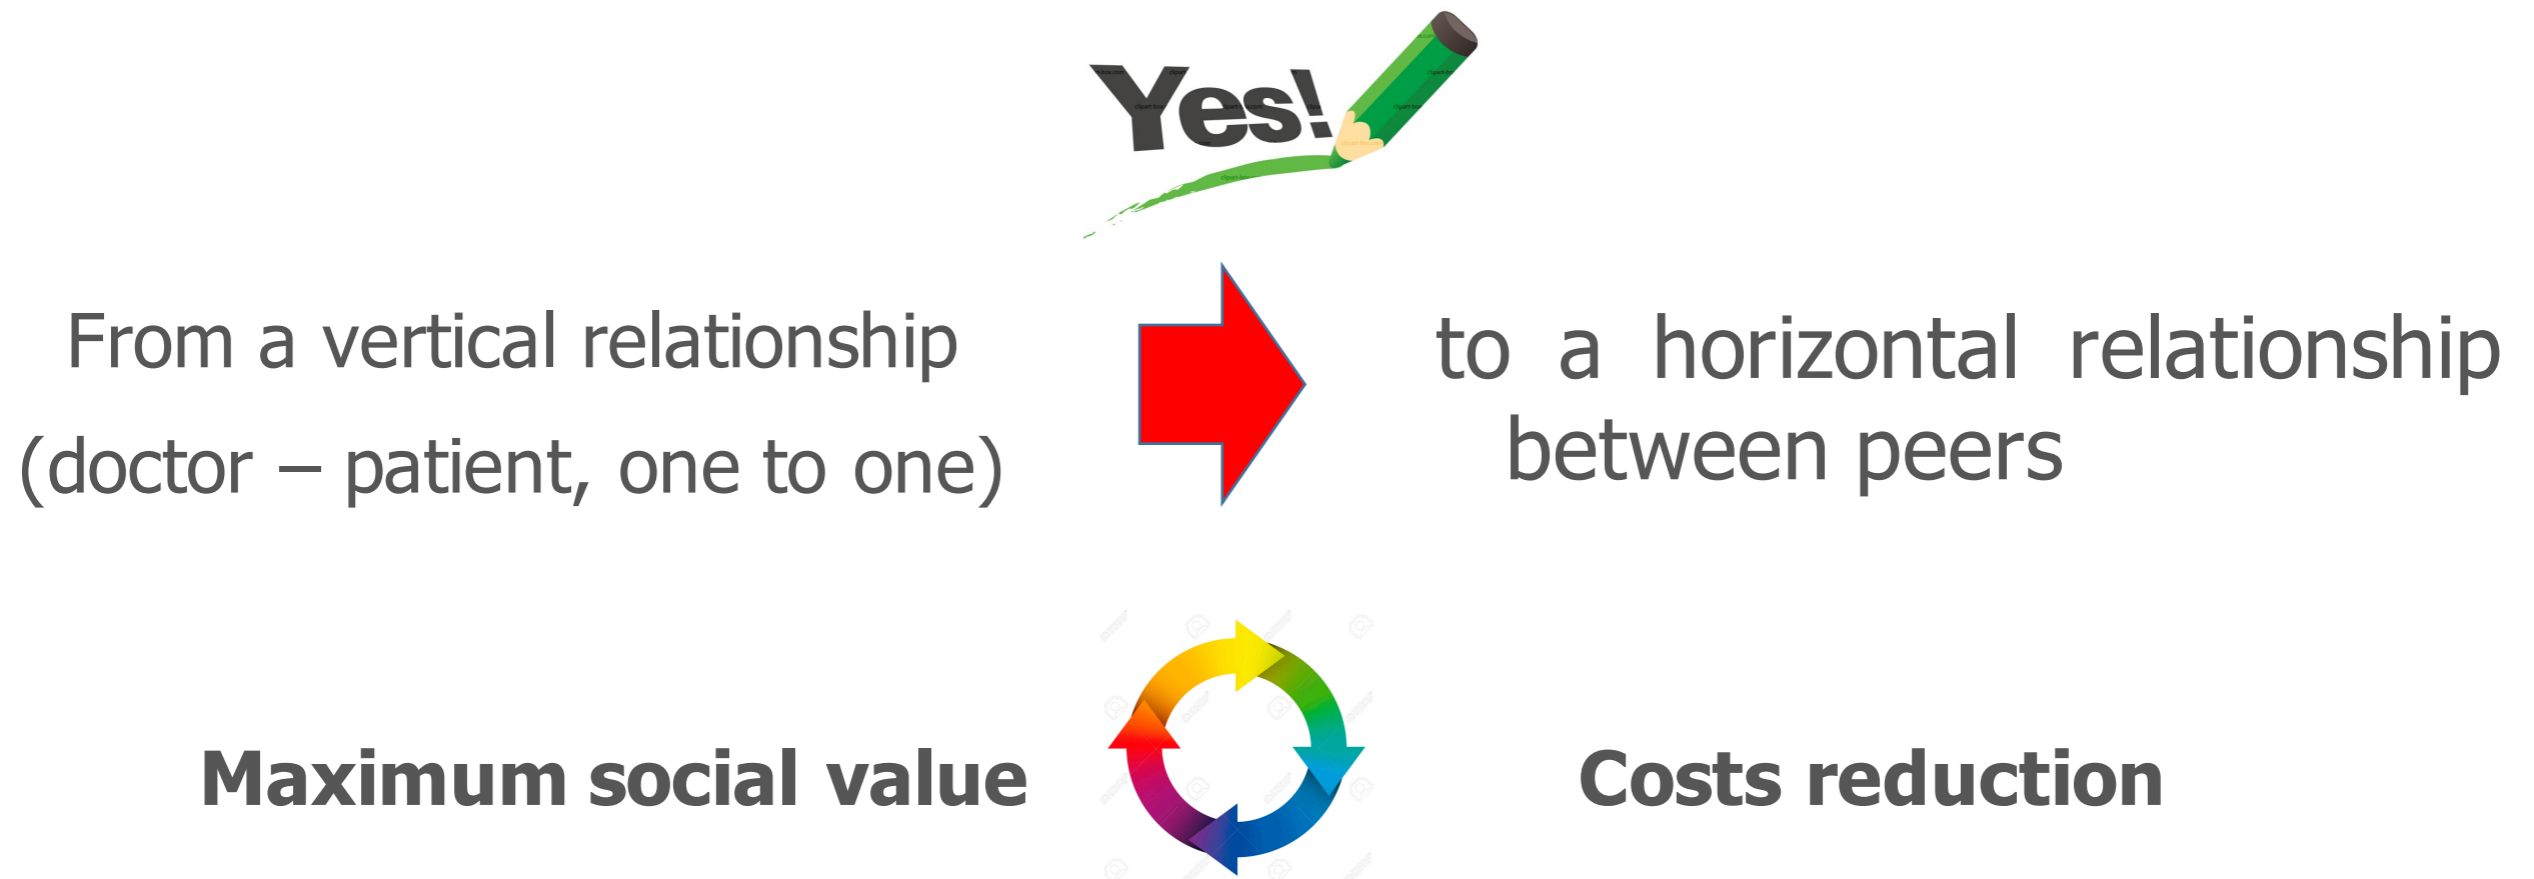 Yes!
From a vertical relationship
(doctor – patient, one to one)
to a horizontal relationship
between peers
Maximum social value
Costs reduction